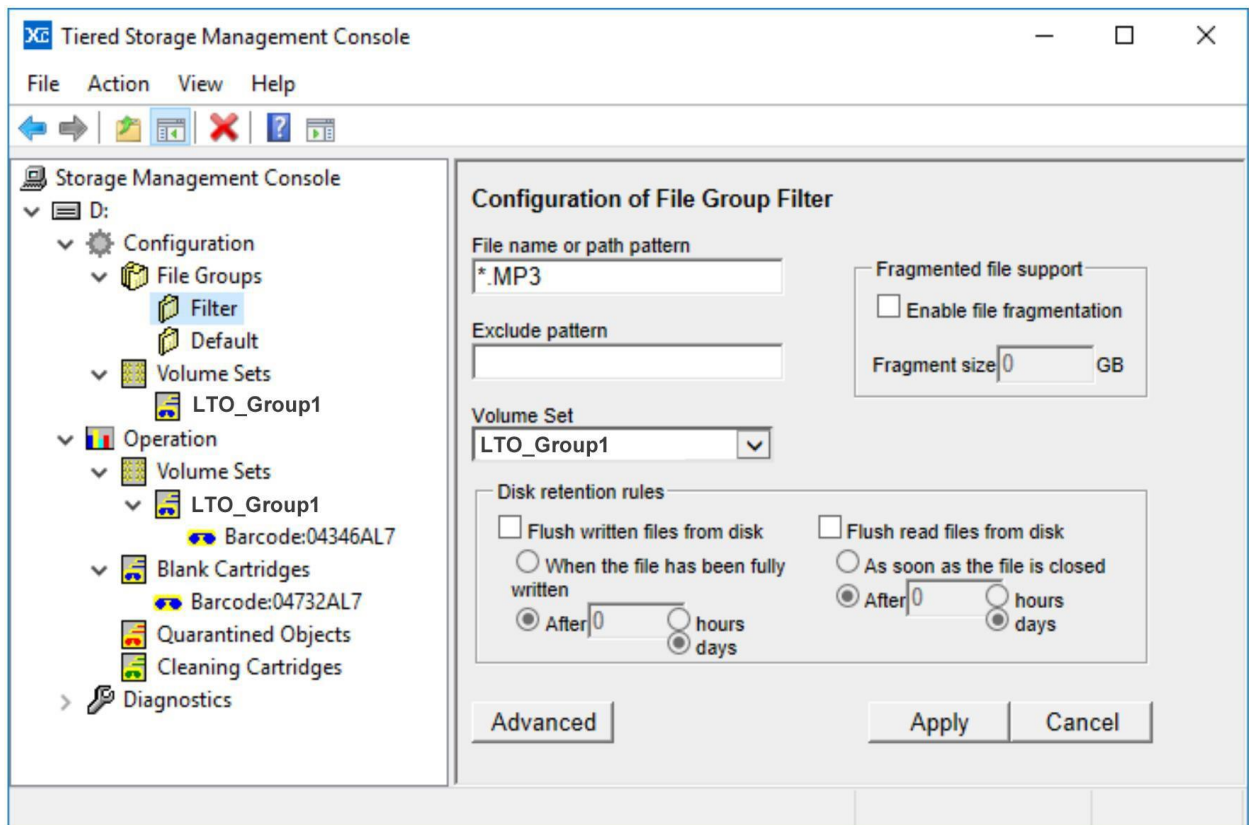 Tiered Storage Management Console
File Action View Help
Storage Management Console
D:
Configuration
File Groups
Filter
Default
Volume Sets
LTO_Group1
Operation
Volume Sets
LTO_Group1
Barcode:04346AL7
Blank Cartridges
Barcode:04732AL7
Quarantined Objects
Cleaning Cartridges
Diagnostics
Configuration of File Group Filter
File name or path pattern
*.MP3
Exclude pattern
Volume Set
LTO_Group1
Fragmented file support
Enable file fragmentation
Fragment size 0 GB
Disk retention rules
Flush written files from disk
When the file has been fully
written
After 0 hours
days
Flush read files from disk
As soon as the file is closed
After 0 hours
days
Advanced Apply Cancel